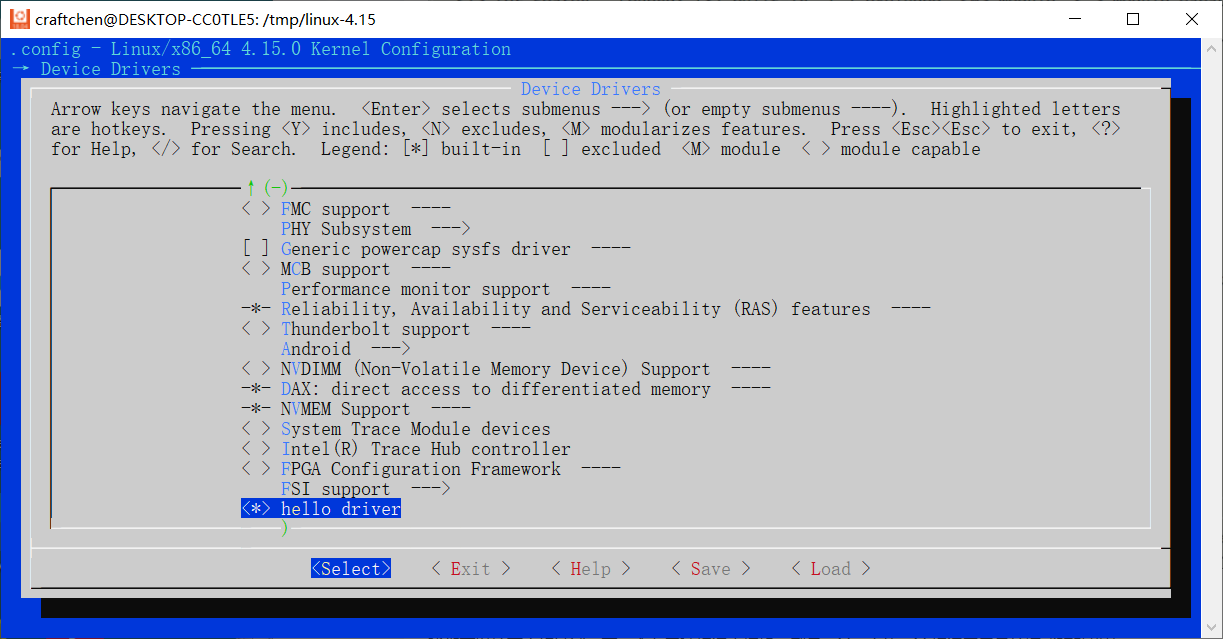 craftchen@DESKTOP-CC0TLE5: /tmp/linux-4.15
.config - Linux/x86_64 4.15.0 Kernel Configuration
→ Device Drivers
Device Drivers
Arrow keys navigate the menu.  <Enter> selects submenus ---> (or empty submenus ----).  Highlighted letters
are hotkeys.  Pressing <Y> includes, <N> excludes, <M> modularizes features.  Press <Esc><Esc> to exit, <?>
for Help, </> for Search.  Legend: [*] built-in  [ ] excluded  <M> module  < > module capable
↑(-)
< > FMC support  ----
PHY Subsystem  --->
[ ] Generic powercap sysfs driver  ----
< > MCB support  ----
Performance monitor support  ----
-*- Reliability, Availability and Serviceability (RAS) features  ----
< > Thunderbolt support  ----
Android  --->
< > NVDIMM (Non-Volatile Memory Device) Support  ----
-*- DAX: direct access to differentiated memory  ----
-*- NVMEM Support  ----
< > System Trace Module devices
< > Intel(R) Trace Hub controller
< > FPGA Configuration Framework  ----
FSI support  --->
<*> hello driver
)
<Select>    < Exit >    < Help >    < Save >    < Load >